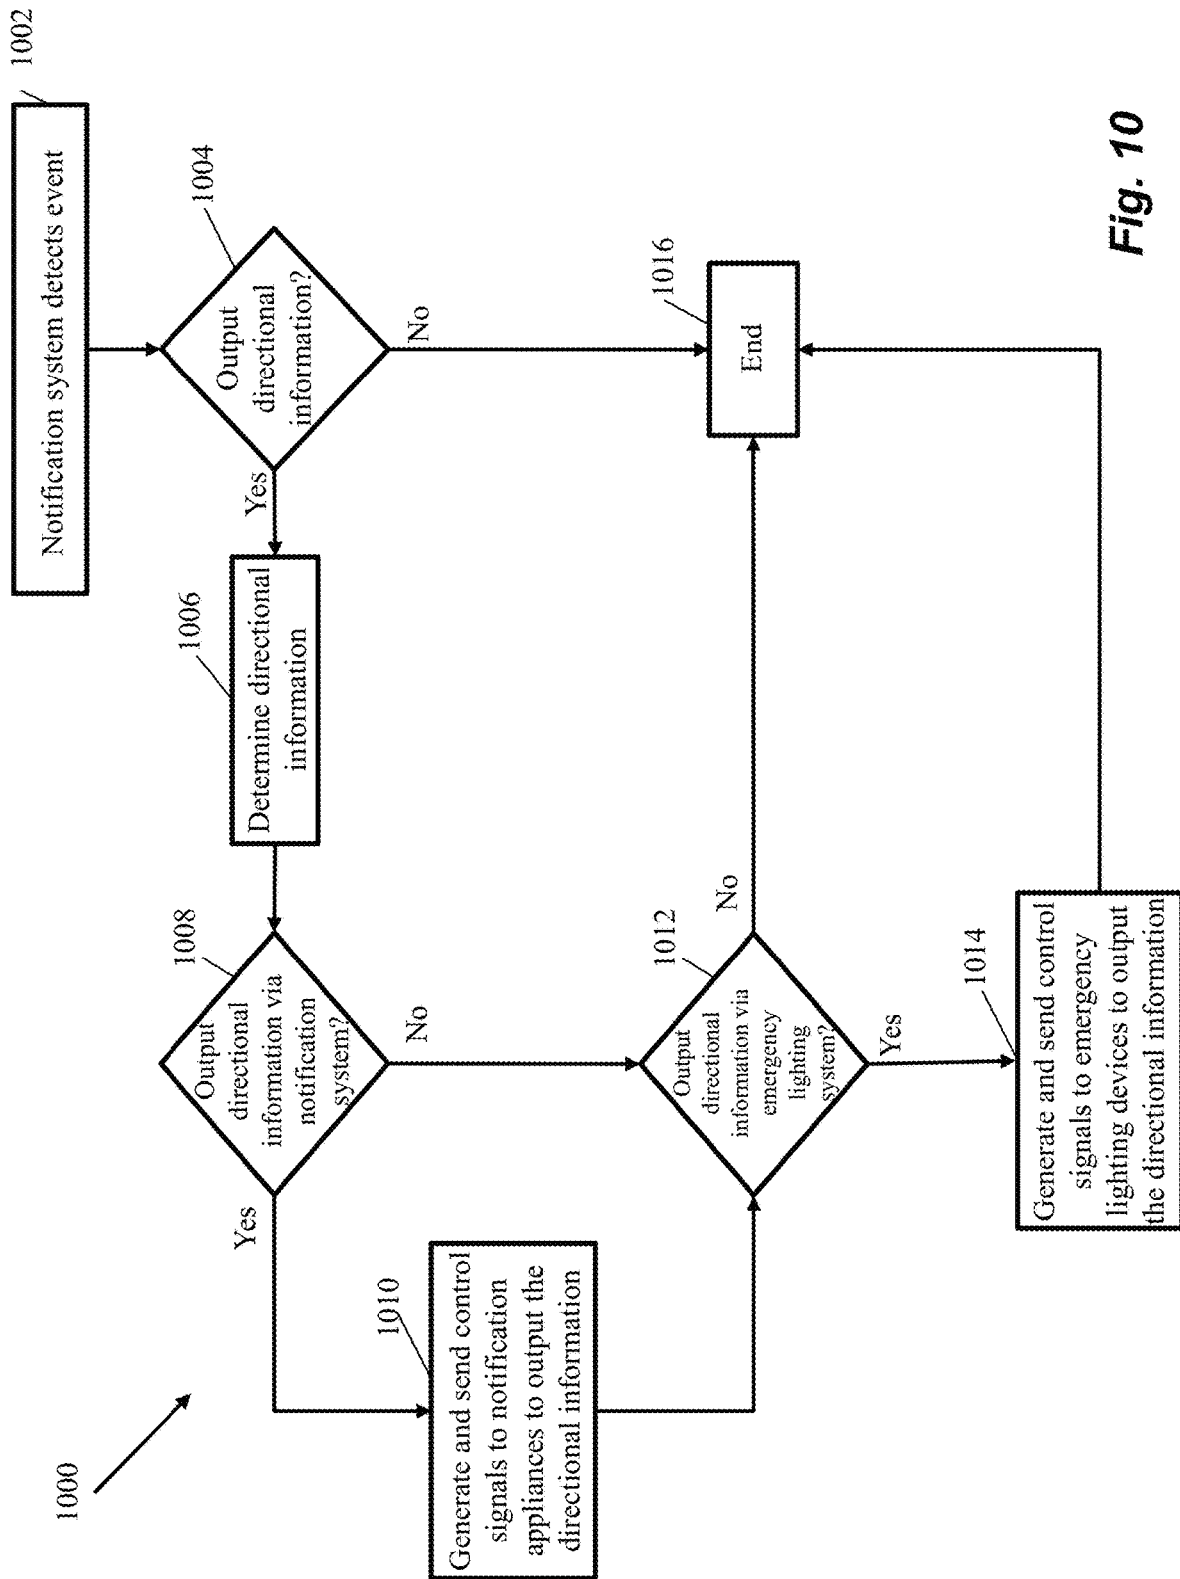 1002
Notification system detects event
1004
Output
directional
information?
No
Yes
1006
Determine directional
information
1008
Output
directional
information via
notification
system?
No
Yes
1010
Generate and send control
signals to notification
appliances to output the
directional information
1012
Output
directional
information via
emergency
lighting
system?
No
Yes
1014
Generate and send control
signals to emergency
lighting devices to output
the directional information
1016
End
1000
Fig. 10